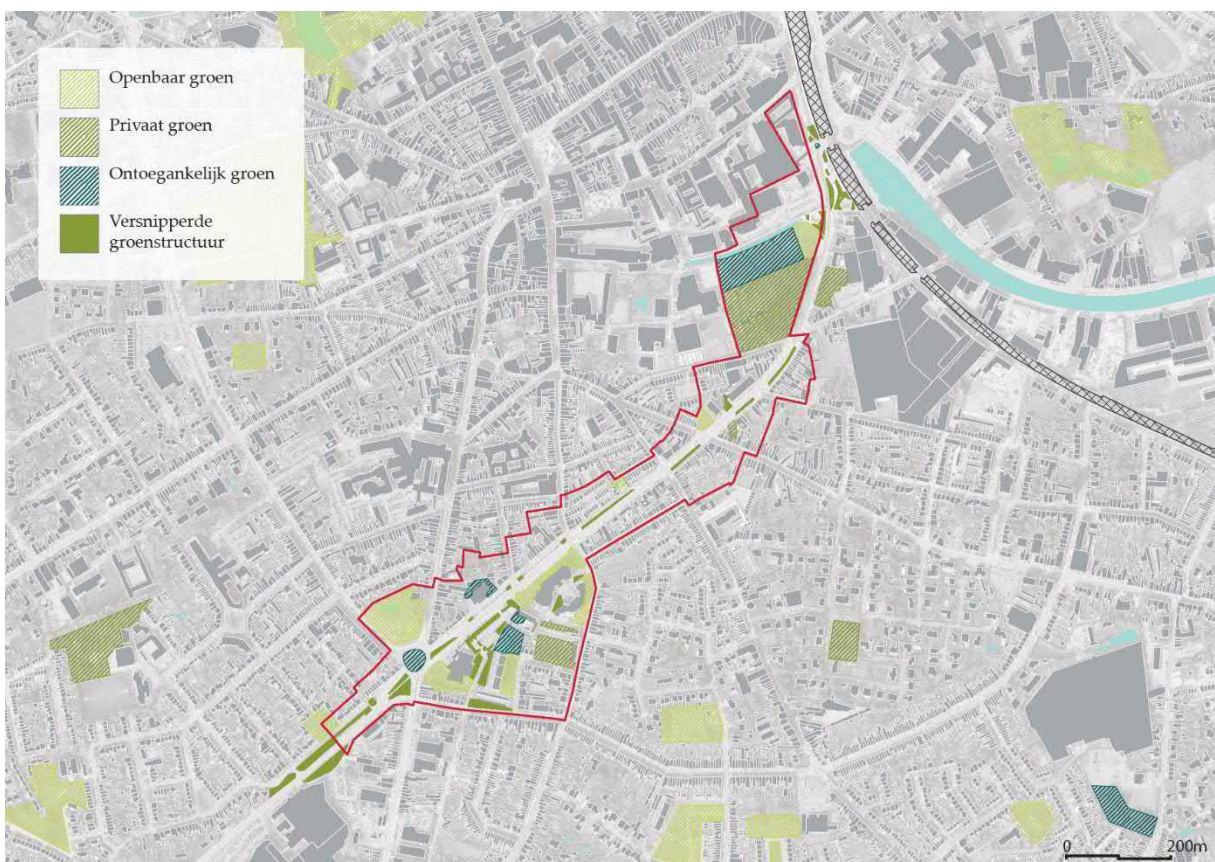 Openbaar groen
Privaat groen
Ontoegankelijk groen
Versnipperde
groenstructuur
0 200m